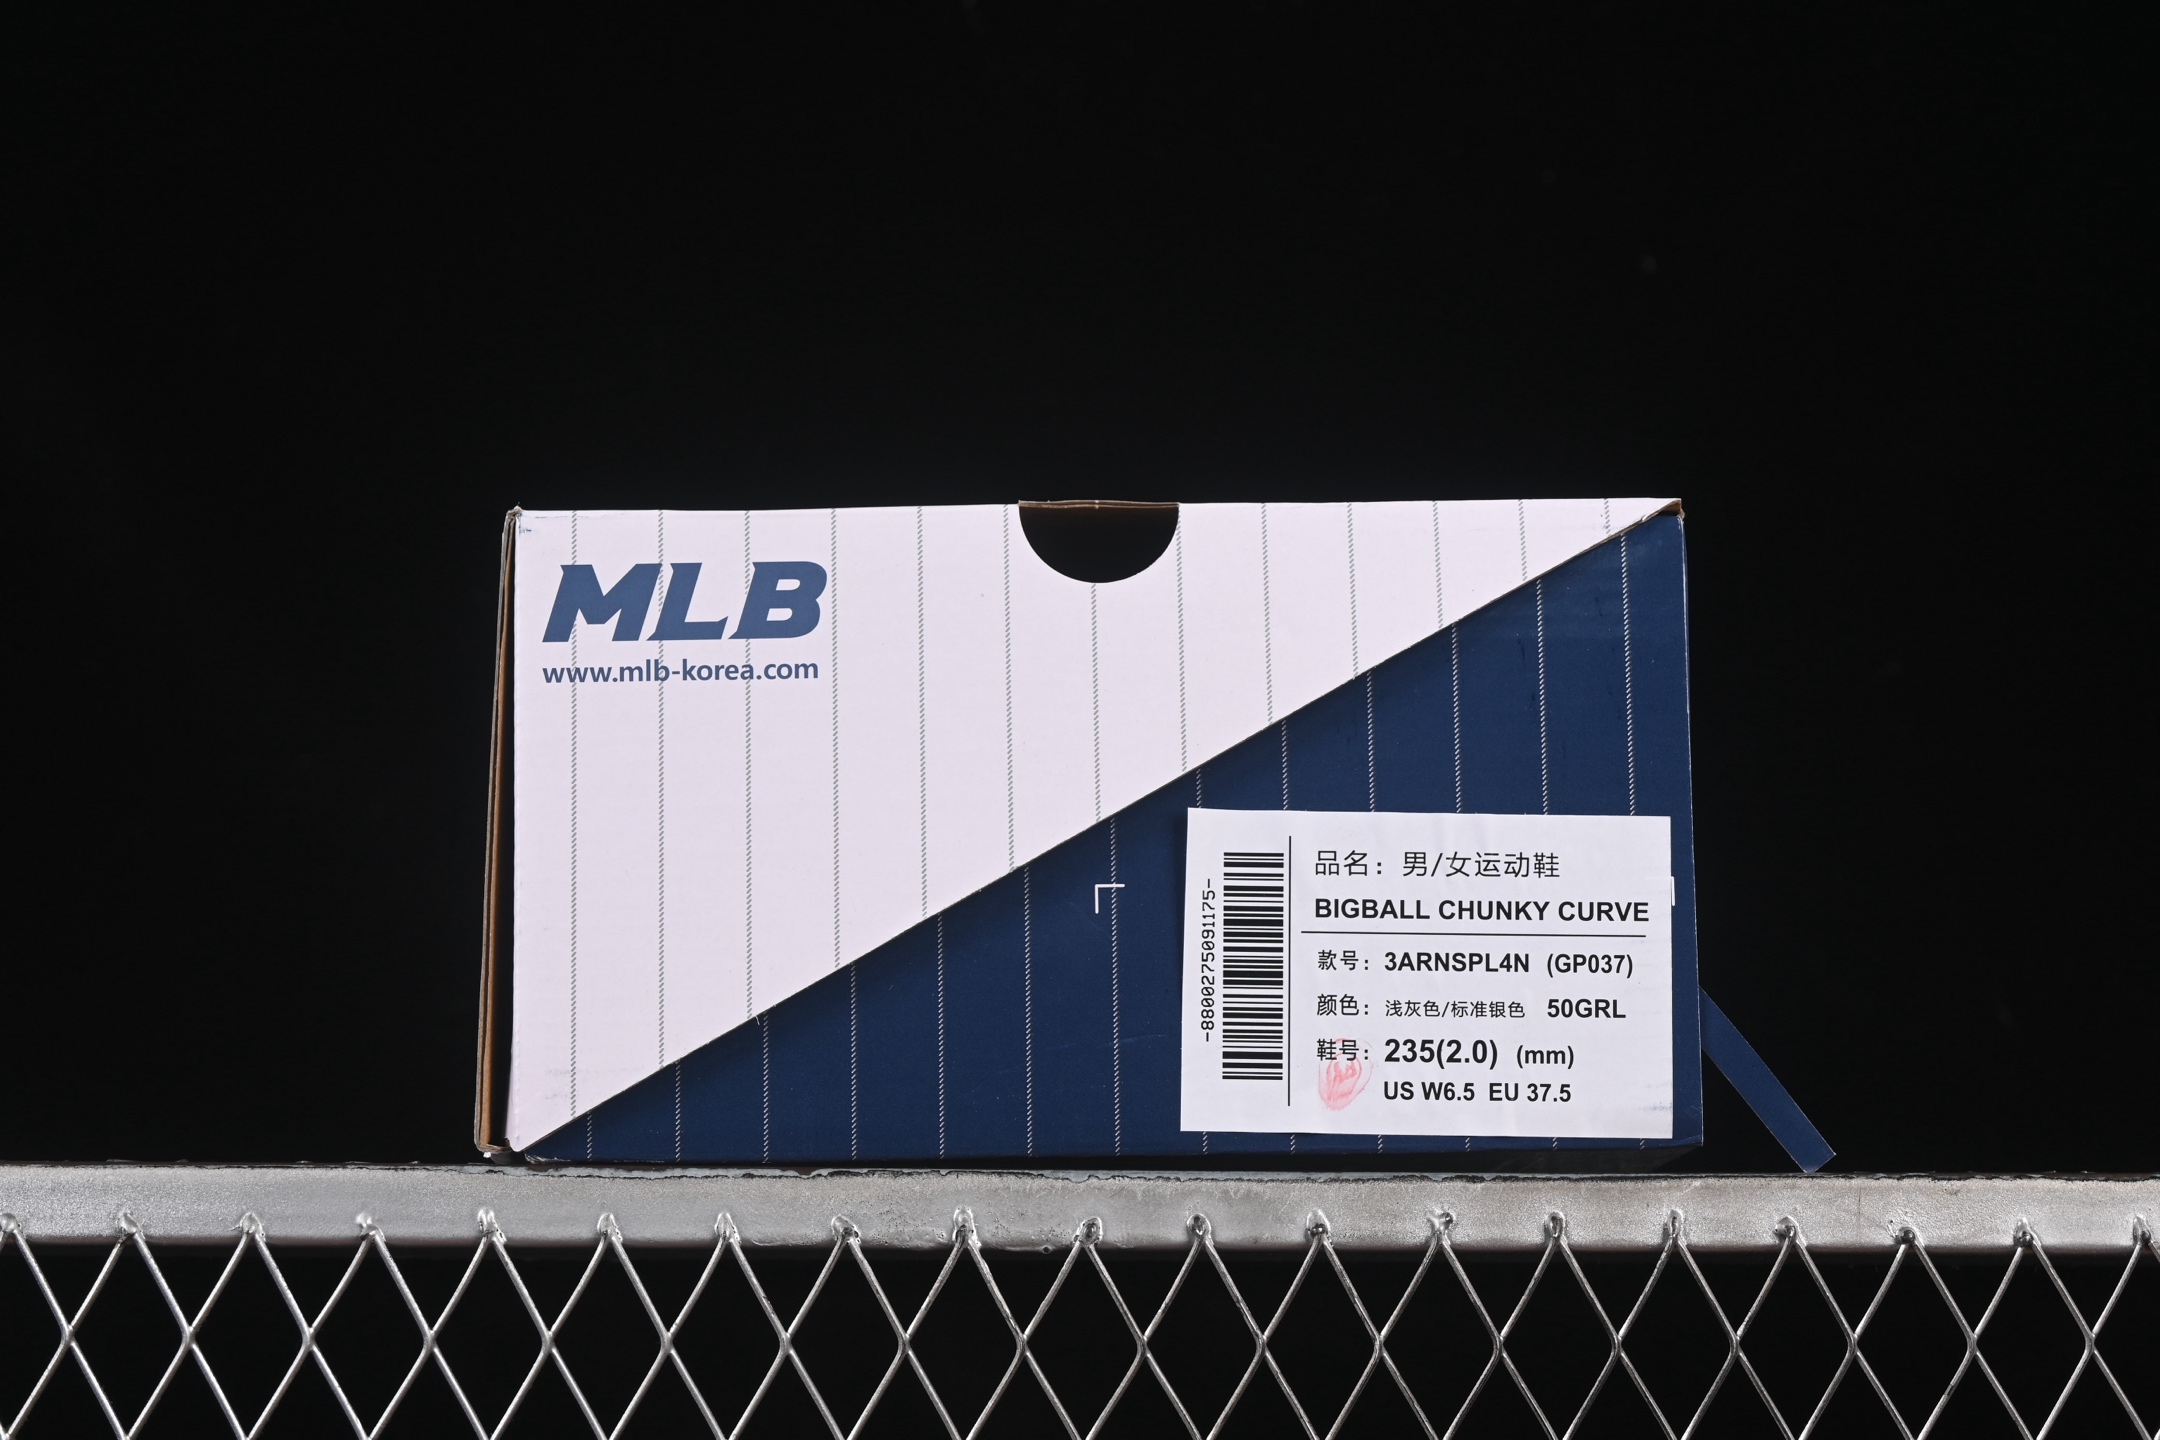 MLB
www.mlb-korea.com
-8800275091175-
品名：男/女运动鞋
BIGBALL CHUNKY CURVE
款号：3ARNSPL4N (GP037)
颜色：浅灰色/标准银色 50GRL
鞋号：235(2.0) (mm)
US W6.5 EU 37.5